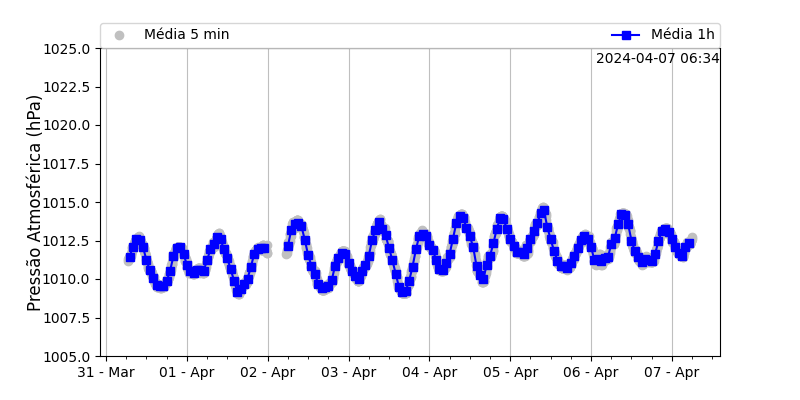 Média 5 min
Média 1h
2024-04-07 06:34
Pressão Atmosférica (hPa)
1025.0
1022.5
1020.0
1017.5
1015.0
1012.5
1010.0
1007.5
1005.0
31 - Mar
01 - Apr
02 - Apr
03 - Apr
04 - Apr
05 - Apr
06 - Apr
07 - Apr